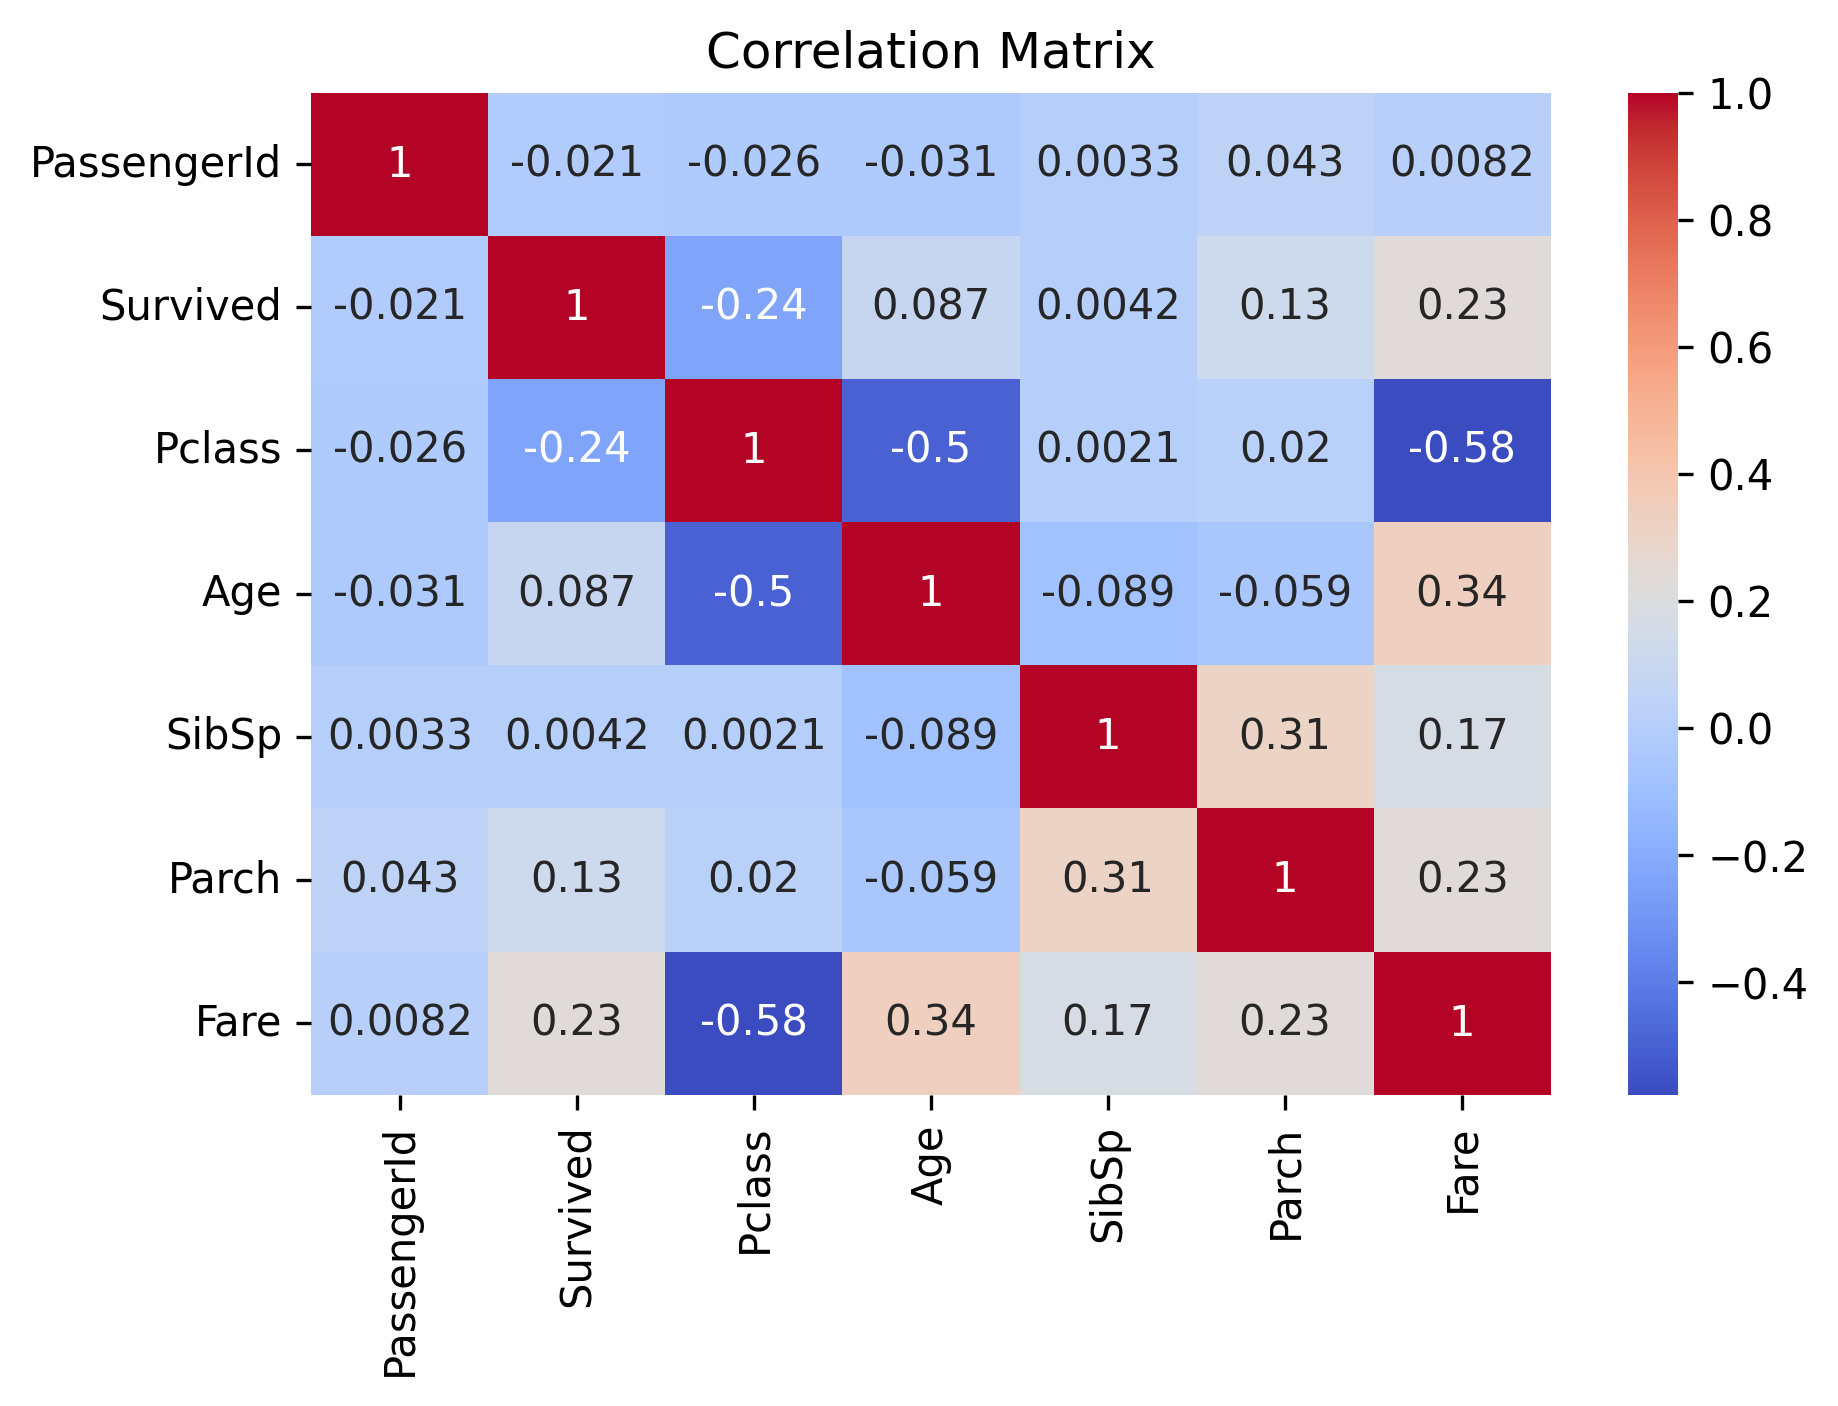 Correlation Matrix
PassengerId 1 -0.021 -0.026 -0.031 0.0033 0.043 0.0082
Survived -0.021 1 -0.24 0.087 0.0042 0.13 0.23
Pclass -0.026 -0.24 1 -0.5 0.0021 0.02 -0.58
Age -0.031 0.087 -0.5 1 -0.089 -0.059 0.34
SibSp 0.0033 0.0042 0.0021 -0.089 1 0.31 0.17
Parch 0.043 0.13 0.02 -0.059 0.31 1 0.23
Fare 0.0082 0.23 -0.58 0.34 0.17 0.23 1
PassengerId Survived Pclass Age SibSp Parch Fare
1.0
0.8
0.6
0.4
0.2
0.0
−0.2
−0.4